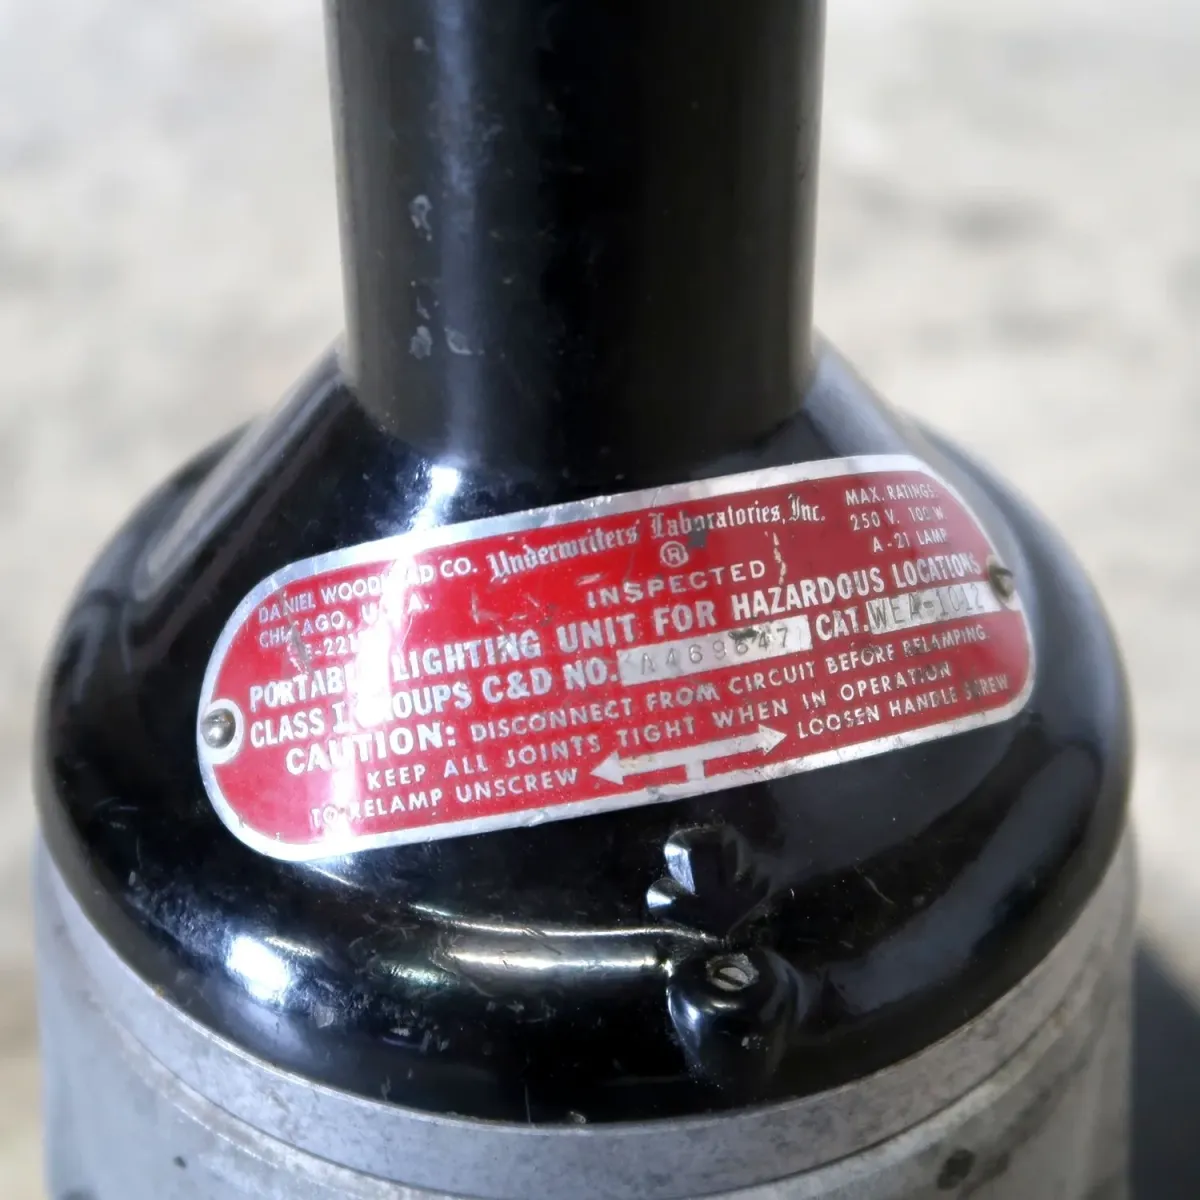 DANIEL WOODHEAD CO. Underwriters' Laboratories, Inc. MAX. RATINGS
CHICAGO, U.S.A. ® 250 V. 100 W.
INSPECTED A-21 LAMP
PORTABLE LIGHTING UNIT FOR HAZARDOUS LOCATIONS
CLASS I GROUPS C&D NO. A469647 CAT.
CAUTION: DISCONNECT FROM CIRCUIT BEFORE RELAMPING
KEEP ALL JOINTS TIGHT WHEN IN OPERATION
TO RELAMP UNSCREW LOOSEN HANDLE SCREW